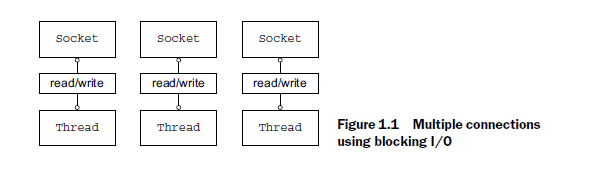 Socket Socket Socket
read/write read/write read/write
Thread Thread Thread
Figure 1.1 Multiple connections
using blocking I/O